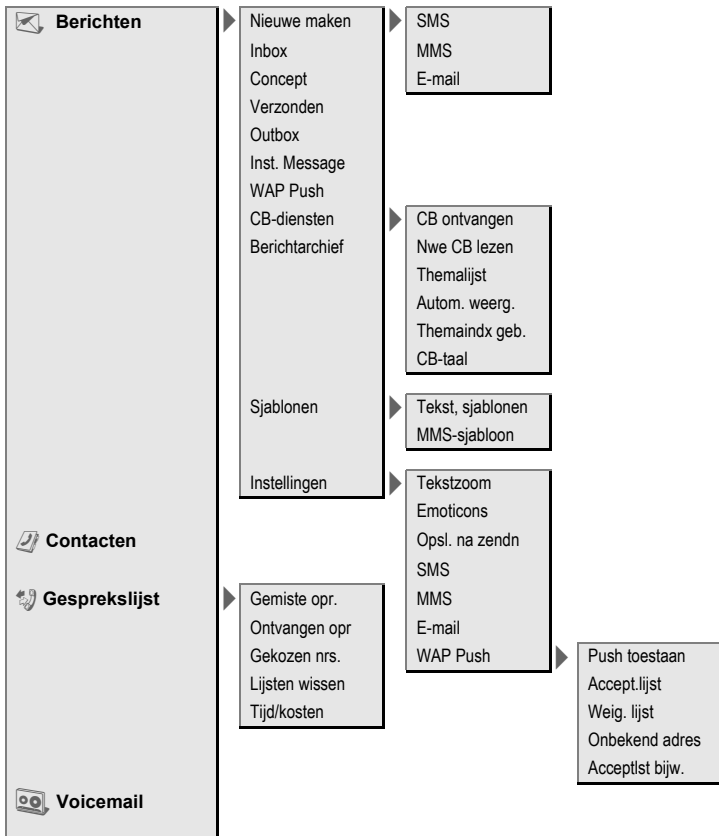 Berichten
Nieuwe maken
Inbox
Concept
Verzonden
Outbox
Inst. Message
WAP Push
CB-diensten
Berichtarchief
Sjablonen
Instellingen
SMS
MMS
E-mail
CB ontvangen
Nwe CB lezen
Themalijst
Autom. weerg.
Themaindx geb.
CB-taal
Tekst, sjablonen
MMS-sjabloon
Tekstzoom
Emoticons
Opsl. na zendn
SMS
MMS
E-mail
WAP Push
Push toestaan
Accept.lijst
Weig. lijst
Onbekend adres
Acceptlst bijw.
Contacten
Gesprekslijst
Gemiste opr.
Ontvangen opr
Gekozen nrs.
Lijsten wissen
Tijd/kosten
Voicemail